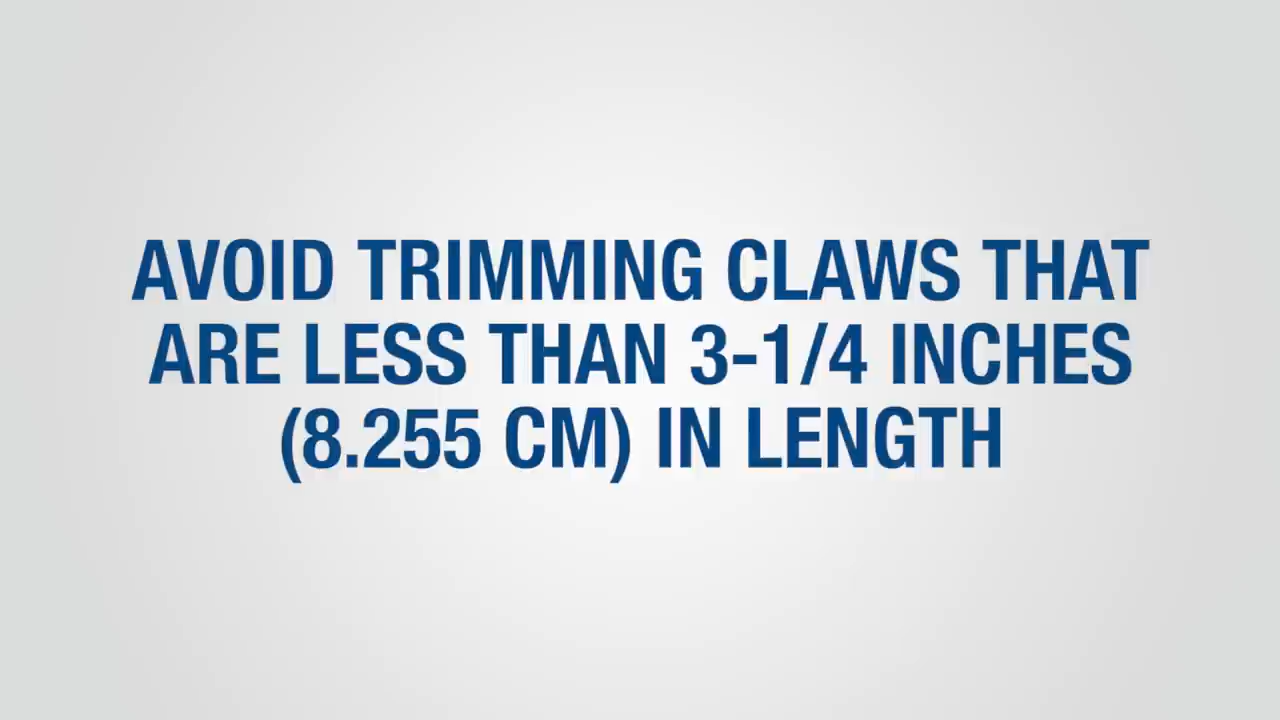 AVOID TRIMMING CLAWS THAT
ARE LESS THAN 3-1/4 INCHES
(8.255 CM) IN LENGTH